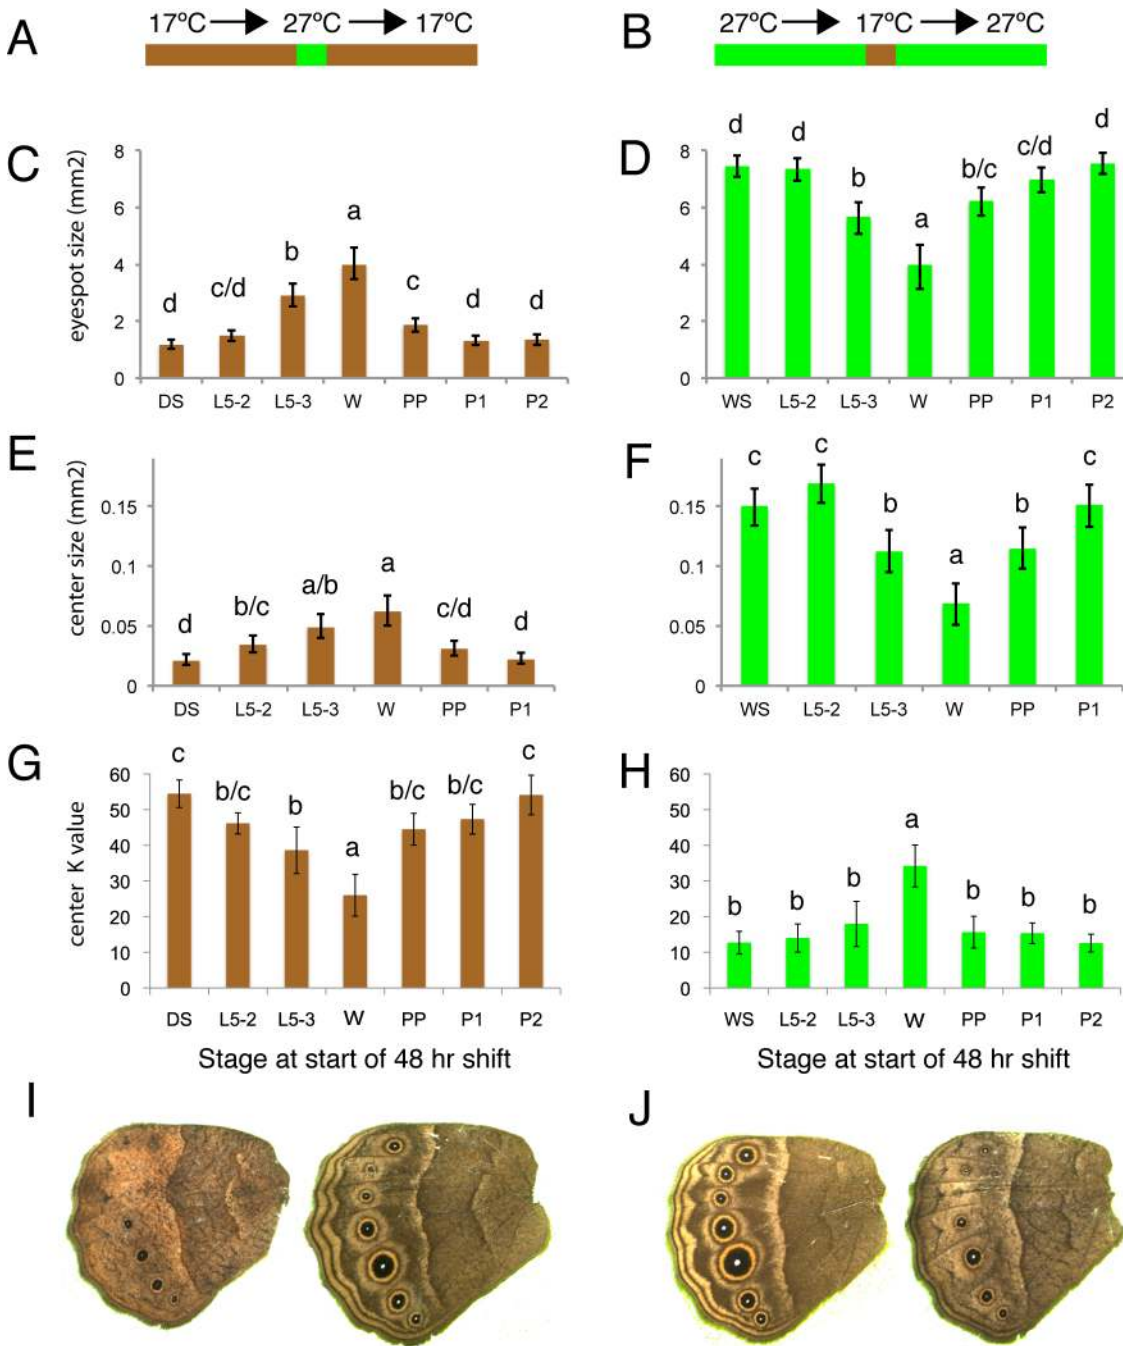 A
17ºC → 27ºC → 17ºC
B
27ºC → 17ºC → 27ºC
C
eyespot size (mm2)
8
6
4
2
0
d
c/d
b
a
c
d
d
DS L5-2 L5-3 W PP P1 P2
D
8
6
4
2
0
d
d
b
a
b/c
c/d
d
WS L5-2 L5-3 W PP P1 P2
E
center size (mm2)
0.15
0.1
0.05
0
d
b/c
a/b
a
c/d
d
DS L5-2 L5-3 W PP P1
F
0.15
0.1
0.05
0
c
c
b
a
b
c
WS L5-2 L5-3 W PP P1
G
center K value
60
50
40
30
20
10
0
c
b/c
b
a
b/c
b/c
c
DS L5-2 L5-3 W PP P1 P2
Stage at start of 48 hr shift
H
60
50
40
30
20
10
0
b
b
b
a
b
b
b
WS L5-2 L5-3 W PP P1 P2
Stage at start of 48 hr shift
I
J